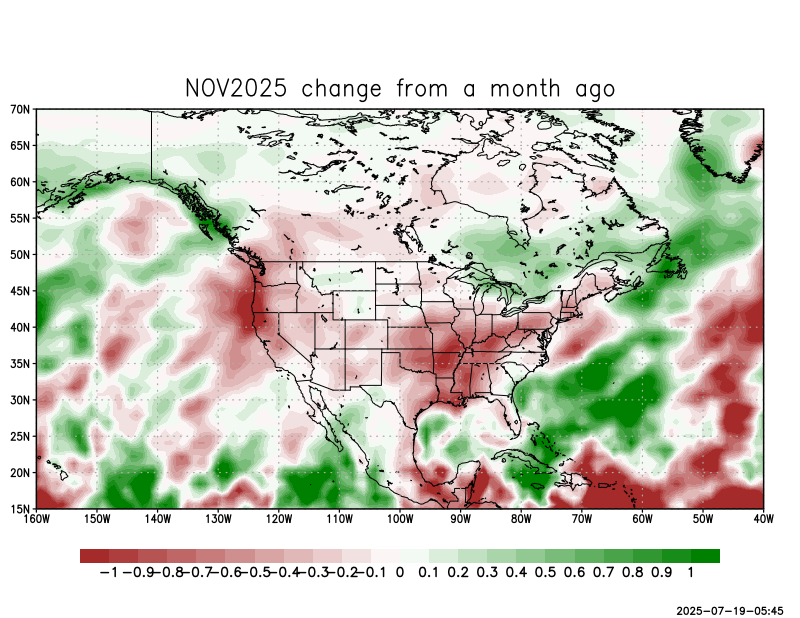 NOV2025 change from a month ago
70N
65N
60N
55N
50N
45N
40N
35N
30N
25N
20N
15N
160W 150W 140W 130W 120W 110W 100W 90W 80W 70W 60W 50W 40W
-1 -0.9 -0.8 -0.7 -0.6 -0.5 -0.4 -0.3 -0.2 -0.1 0 0.1 0.2 0.3 0.4 0.5 0.6 0.7 0.8 0.9 1
2025-07-19-05:45